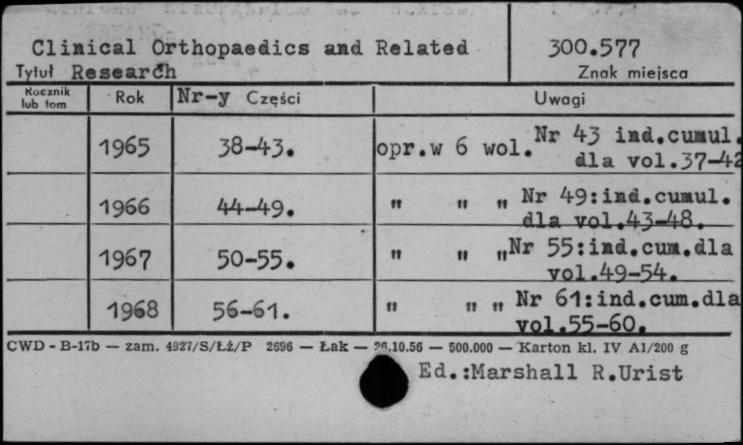 Clinical Orthopaedics and Related
Tytuł Research
300.577
Znak miejsca
Rocznik lub tom Rok Nr-y Części Uwagi
1965 38-43. opr.w 6 wol. Nr 43 ind.cumul.
dla vol.37-42
1966 44-49. " " " Nr 49:ind.cumul.
dla vol.43-48.
1967 50-55. " " " Nr 55:ind.cum.dla
vol.49-54.
1968 56-61. " " " Nr 61:ind.cum.dla
vol.55-60.
CWD - B-17b — zam. 4927/S/Łż/P 2696 — Łak — 26.10.56 — 500.000 — Karton kl. IV A1/200 g
Ed.:Marshall R.Urist